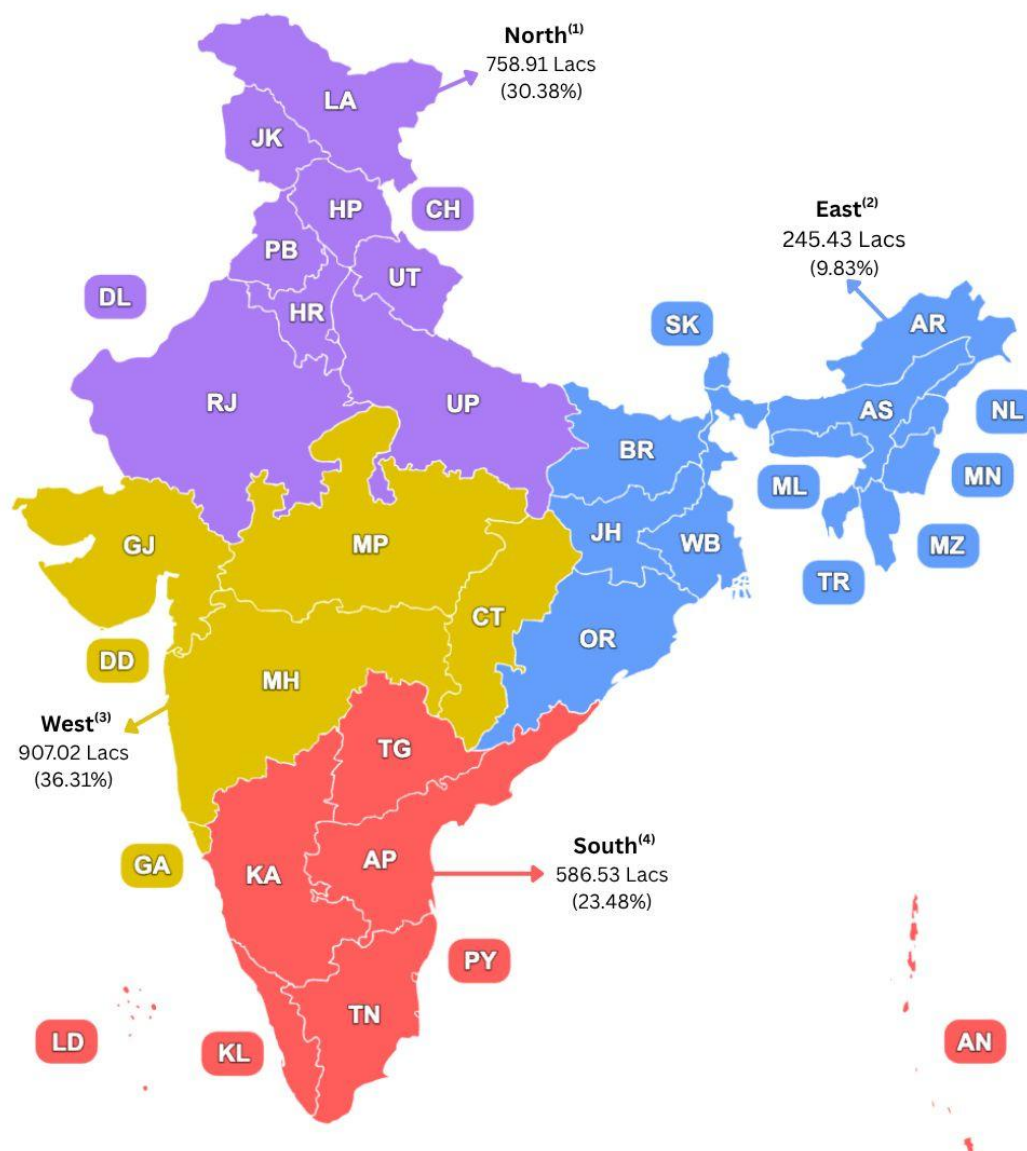 North(1)
758.91 Lacs
(30.38%)
LA
JK
HP
CH
PB
UT
DL
HR
East(2)
245.43 Lacs
(9.83%)
SK
AR
RJ
UP
AS
NL
BR
ML
MN
GJ
MP
JH
WB
MZ
TR
CT
OR
DD
MH
West(3)
907.02 Lacs
(36.31%)
TG
GA
KA
AP
South(4)
586.53 Lacs
(23.48%)
PY
TN
LD
KL
AN